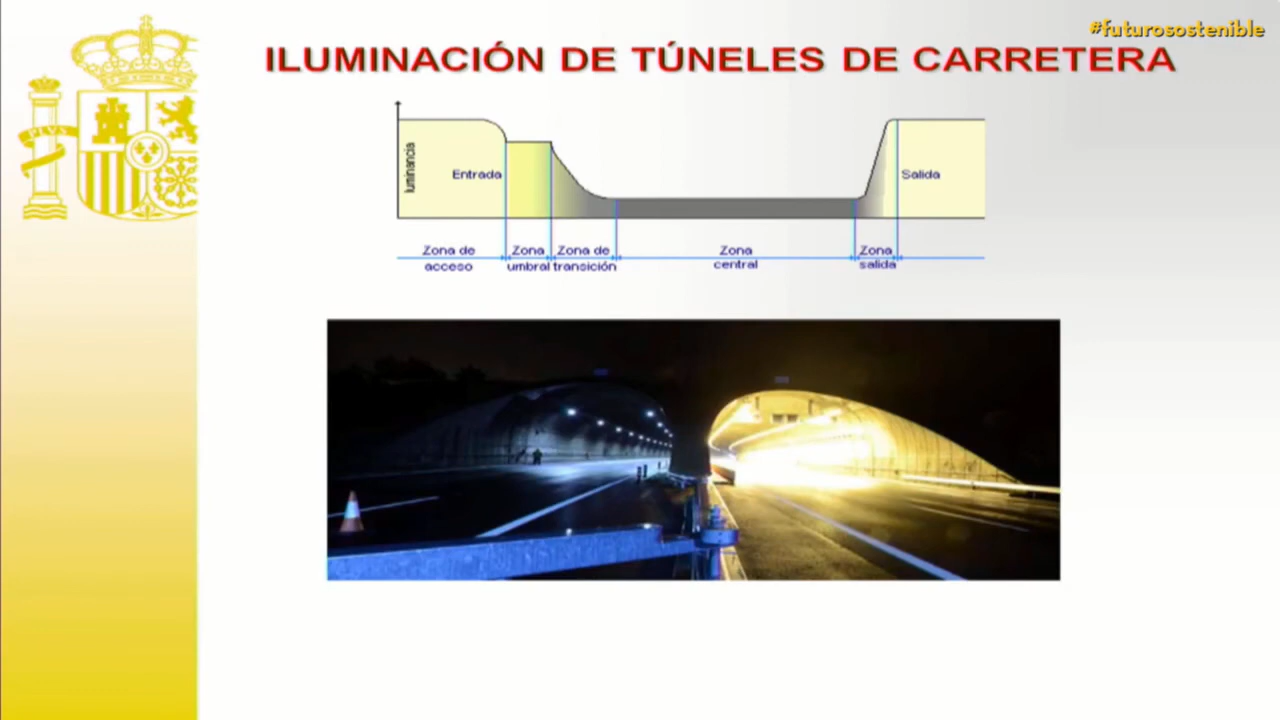 #futurosostenible
ILUMINACIÓN DE TÚNELES DE CARRETERA
luminancia
Entrada
Salida
Zona de acceso
Zona umbral
Zona de transición
Zona central
Zona salida
PLVS